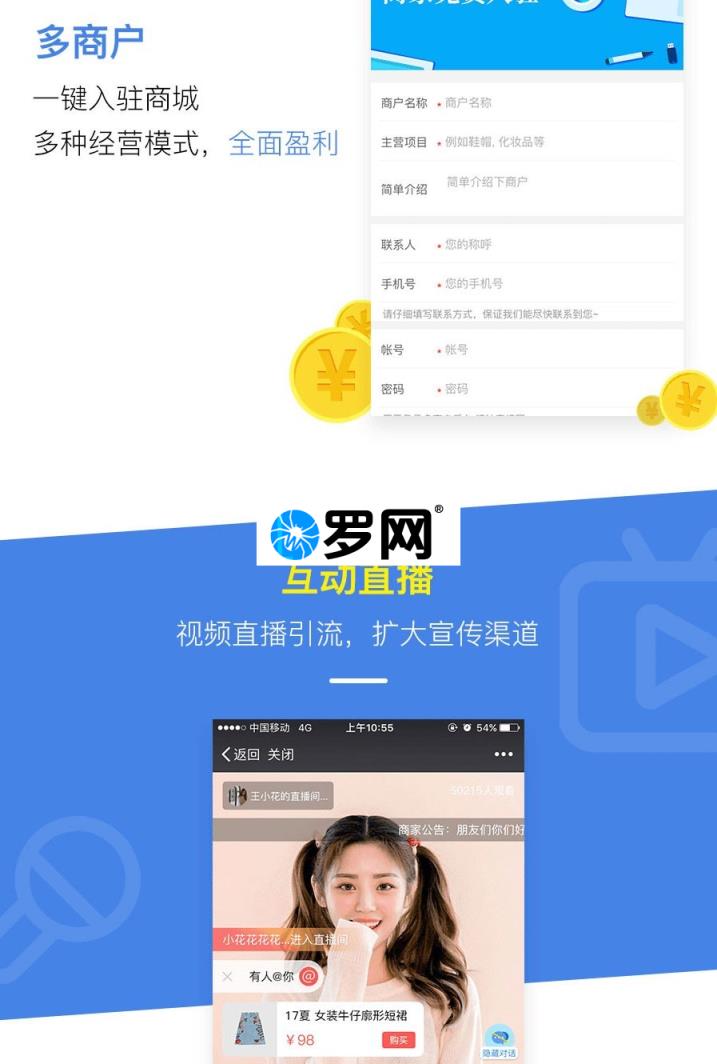 多商户
一键入驻商城
多种经营模式，全面盈利
商户名称 * 商户名称
主营项目 * 例如鞋帽, 化妆品等
简单介绍 简单介绍下商户
联系人 * 您的称呼
手机号 * 您的手机号
请仔细填写联系方式，保证我们能尽快联系到您~
帐号 * 帐号
密码 * 密码
罗网®
互动直播
视频直播引流，扩大宣传渠道
中国移动 4G 上午10:55 54%
返回 关闭
王小花的直播间...
50215人观看
商家公告：朋友们你们好
小花花花花...进入直播间
有人@你 @
17夏 女装牛仔廓形短裙
￥98 购买
隐藏对话